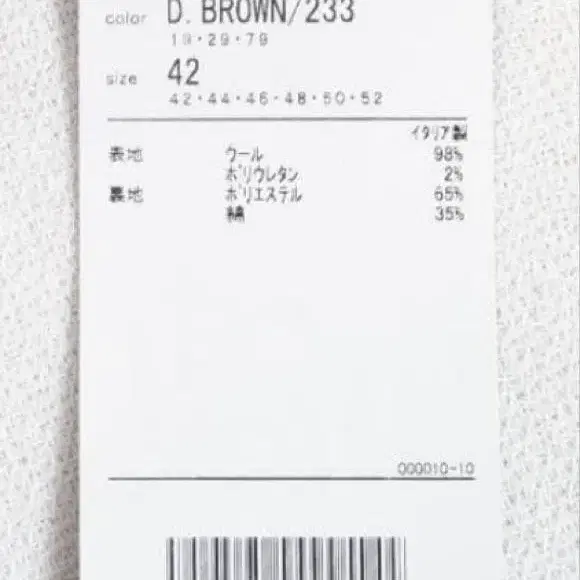 color D. BROWN/233
19・29・79
size 42
42・44・46・48・50・52
イタリア製
表地 ウール 98%
ポリウレタン 2%
裏地 ポリエステル 65%
綿 35%
000010-10